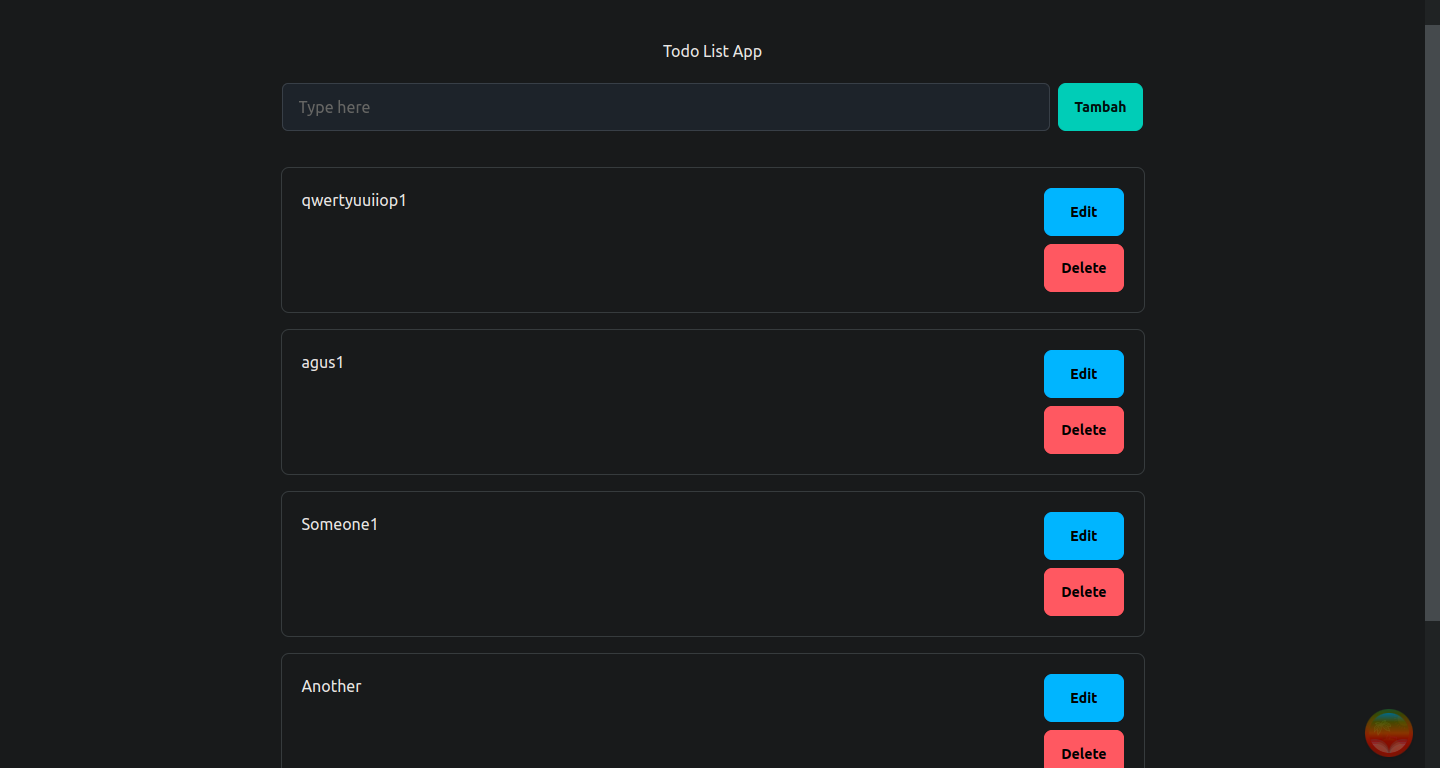 Todo List App
Type here
Tambah
qwertyuuiiop1
Edit
Delete
agus1
Edit
Delete
Someone1
Edit
Delete
Another
Edit
Delete